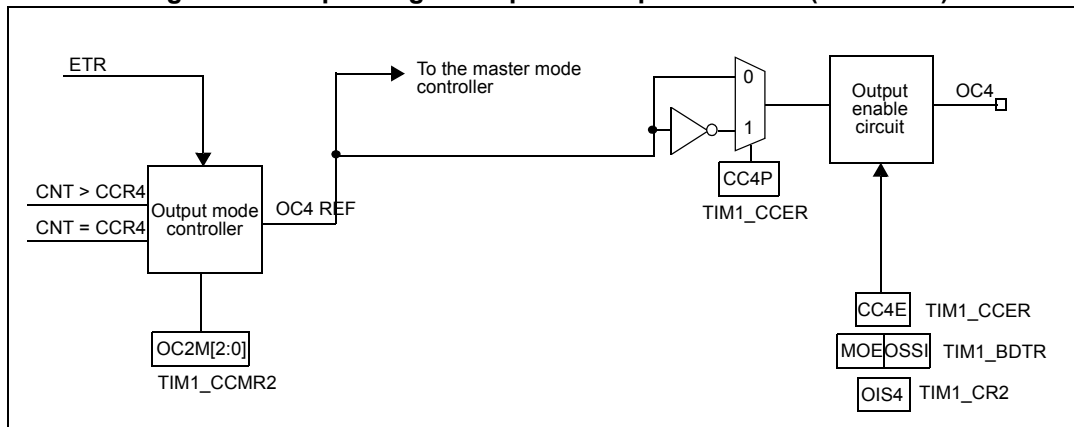 ETR
To the master mode
controller
0
1
Output
enable
circuit
OC4
CC4P
TIM1_CCER
CNT > CCR4
CNT = CCR4
Output mode
controller
OC4 REF
OC2M[2:0]
TIM1_CCMR2
CC4E
TIM1_CCER
MOE
OSSI
TIM1_BDTR
OIS4
TIM1_CR2